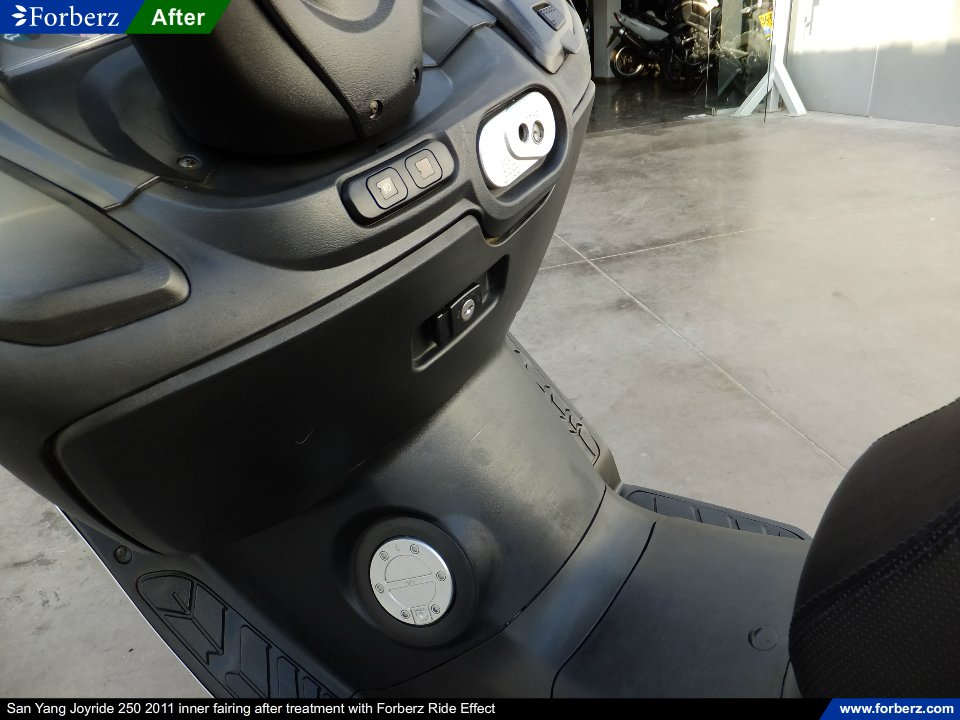 Forberz After
San Yang Joyride 250 2011 inner fairing after treatment with Forberz Ride Effect
www.forberz.com